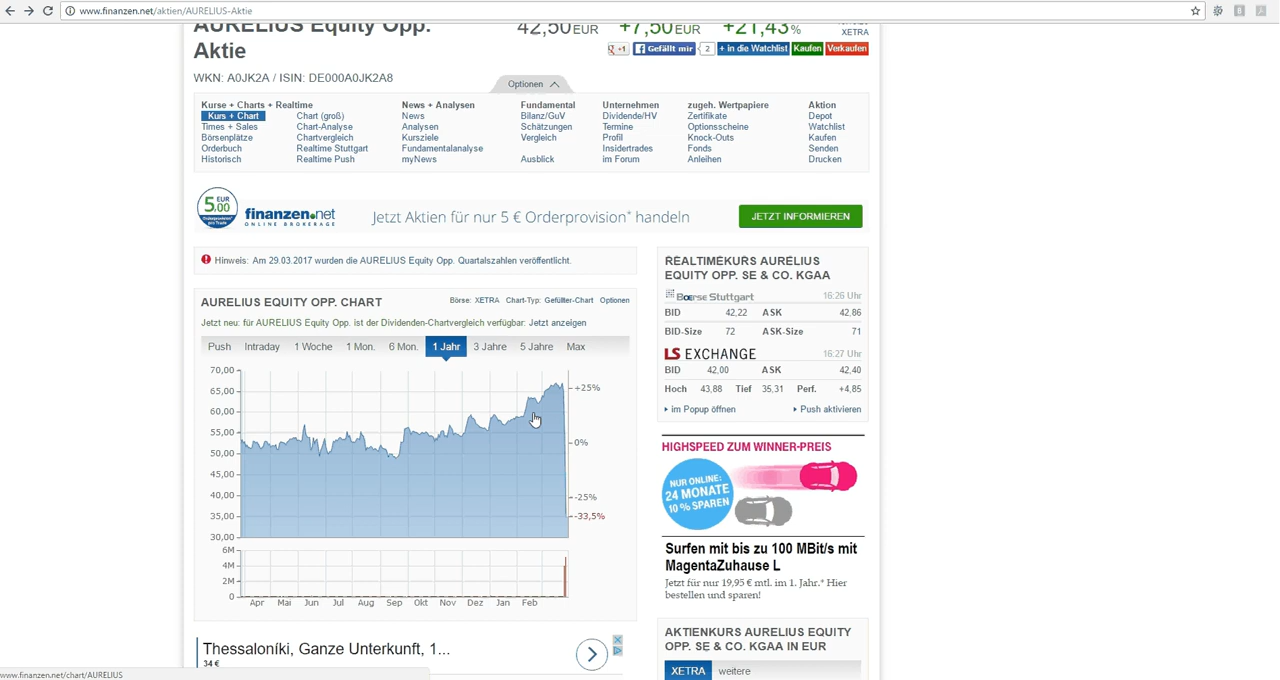 www.finanzen.net/aktien/AURELIUS-Aktie
AURELIUS Equity Opp.
Aktie
42,50EUR +7,50EUR +21,43%
XETRA
g +1 Gefällt mir 2 + in die Watchlist Kaufen Verkaufen
WKN: A0JK2A / ISIN: DE000A0JK2A8
Optionen
Kurse + Charts + Realtime News + Analysen Fundamental Unternehmen zugeh. Wertpapiere Aktion
Kurs + Chart Chart (groß) News Bilanz/GuV Dividende/HV Zertifikate Depot
Times + Sales Chart-Analyse Analysen Schätzungen Termine Optionsscheine Watchlist
Börsenplätze Chartvergleich Kursziele Vergleich Profil Knock-Outs Kaufen
Orderbuch Realtime Stuttgart Fundamentalanalyse Insidertrades Fonds Senden
Historisch Realtime Push myNews Ausblick im Forum Anleihen Drucken
5.00 EUR
finanzen.net
ONLINE BROKERAGE
Jetzt Aktien für nur 5 € Orderprovision* handeln
JETZT INFORMIEREN
Hinweis: Am 29.03.2017 wurden die AURELIUS Equity Opp. Quartalszahlen veröffentlicht.
AURELIUS EQUITY OPP. CHART
Börse: XETRA Chart-Typ: Gefüllter-Chart Optionen
Jetzt neu: für AURELIUS Equity Opp. ist der Dividenden-Chartvergleich verfügbar: Jetzt anzeigen
Push Intraday 1 Woche 1 Mon. 6 Mon. 1 Jahr 3 Jahre 5 Jahre Max
70,00
65,00
60,00
55,00
50,00
45,00
40,00
35,00
30,00
+25%
0%
-25%
-33,5%
6M
4M
2M
0
Apr Mai Jun Jul Aug Sep Okt Nov Dez Jan Feb
Thessaloníki, Ganze Unterkunft, 1...
34 €
REALTIMEKURS AURELIUS
EQUITY OPP. SE & CO. KGAA
Boerse Stuttgart 16:26 Uhr
BID 42,22 ASK 42,86
BID-Size 72 ASK-Size 71
LS EXCHANGE 16:27 Uhr
BID 42,00 ASK 42,40
Hoch 43,88 Tief 35,31 Perf. +4,85
im Popup öffnen Push aktivieren
HIGHSPEED ZUM WINNER-PREIS
NUR ONLINE:
24 MONATE
10 % SPAREN
Surfen mit bis zu 100 MBit/s mit
MagentaZuhause L
Jetzt für nur 19,95 € mtl. im 1. Jahr.* Hier
bestellen und sparen!
AKTIENKURS AURELIUS EQUITY
OPP. SE & CO. KGAA IN EUR
XETRA weitere
www.finanzen.net/chart/AURELIUS